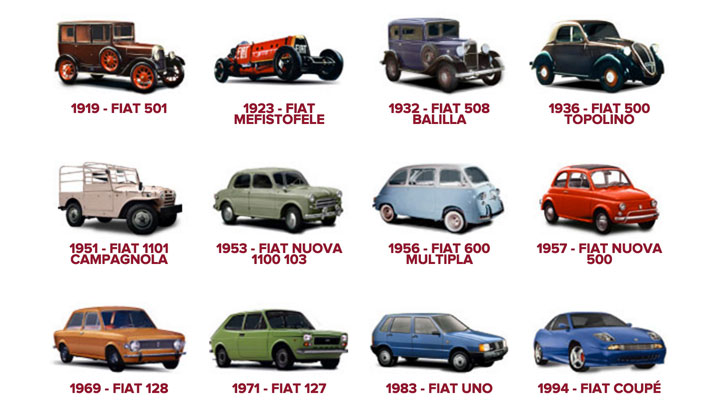 1919 - FIAT 501
1923 - FIAT
MEFISTOFELE
1932 - FIAT 508
BALILLA
1936 - FIAT 500
TOPOLINO
1951 - FIAT 1101
CAMPAGNOLA
1953 - FIAT NUOVA
1100 103
1956 - FIAT 600
MULTIPLA
1957 - FIAT NUOVA
500
1969 - FIAT 128
1971 - FIAT 127
1983 - FIAT UNO
1994 - FIAT COUPÉ